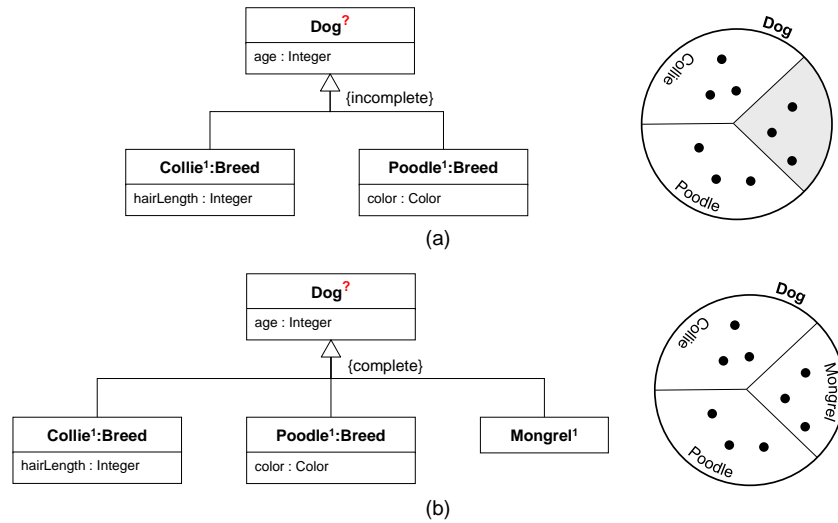 Dog?
age : Integer
{incomplete}
Collie¹:Breed
hairLength : Integer
Poodle¹:Breed
color : Color
Dog
Collie
Poodle
(a)
Dog?
age : Integer
{complete}
Collie¹:Breed
hairLength : Integer
Poodle¹:Breed
color : Color
Mongrel¹
Dog
Collie
Mongrel
Poodle
(b)